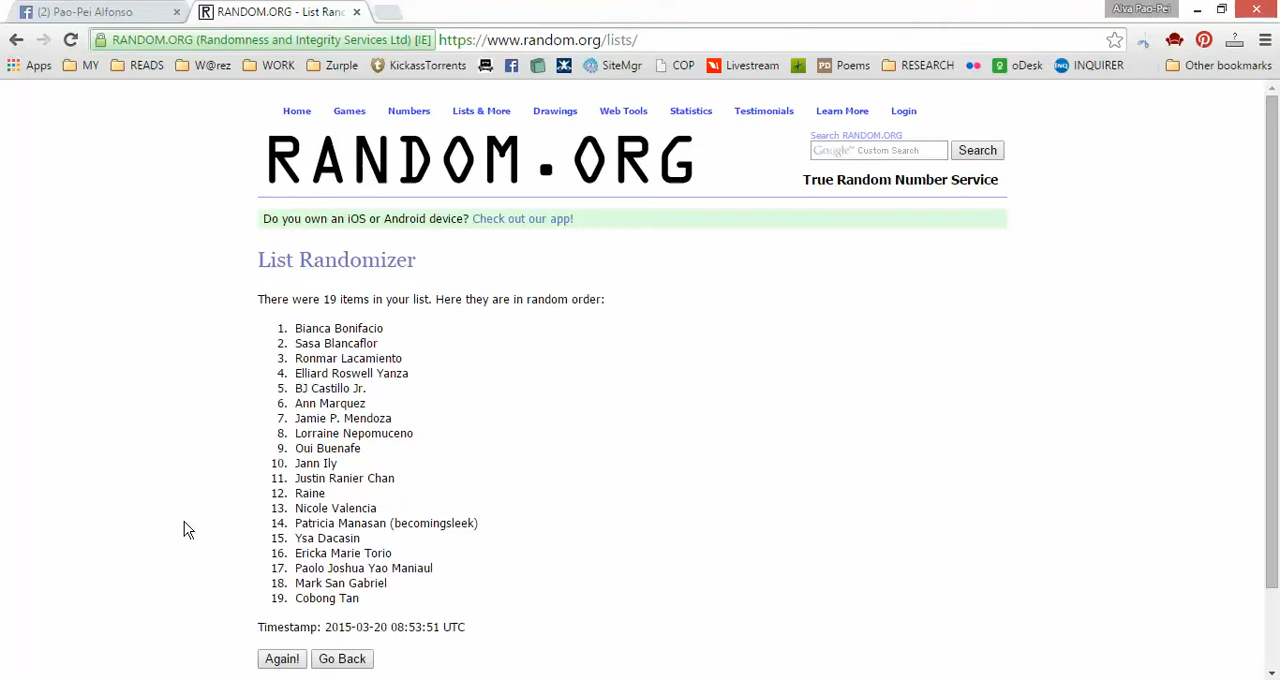 (2) Pao-Pei Alfonso
RANDOM.ORG - List Ran
Alva Pao-Pei
RANDOM.ORG (Randomness and Integrity Services Ltd) [IE]
https://www.random.org/lists/
Apps MY READS W@rez WORK Zurple KickassTorrents SiteMgr COP Livestream Poems RESEARCH oDesk INQUIRER Other bookmarks
Home Games Numbers Lists & More Drawings Web Tools Statistics Testimonials Learn More Login
RANDOM.ORG
Search RANDOM.ORG
Google™ Custom Search
Search
True Random Number Service
Do you own an iOS or Android device? Check out our app!
List Randomizer
There were 19 items in your list. Here they are in random order:
1. Bianca Bonifacio
2. Sasa Blancaflor
3. Ronmar Lacamiento
4. Elliard Roswell Yanza
5. BJ Castillo Jr.
6. Ann Marquez
7. Jamie P. Mendoza
8. Lorraine Nepomuceno
9. Oui Buenafe
10. Jann Ily
11. Justin Ranier Chan
12. Raine
13. Nicole Valencia
14. Patricia Manasan (becomingsleek)
15. Ysa Dacasin
16. Ericka Marie Torio
17. Paolo Joshua Yao Maniaul
18. Mark San Gabriel
19. Cobong Tan
Timestamp: 2015-03-20 08:53:51 UTC
Again! Go Back